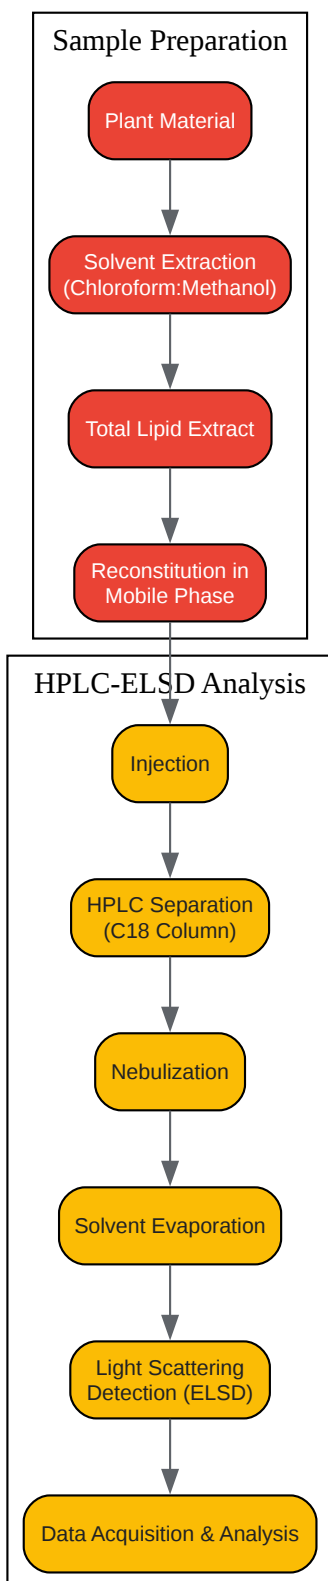 Sample Preparation
Plant Material
Solvent Extraction
(Chloroform:Methanol)
Total Lipid Extract
Reconstitution in
Mobile Phase
HPLC-ELSD Analysis
Injection
HPLC Separation
(C18 Column)
Nebulization
Solvent Evaporation
Light Scattering
Detection (ELSD)
Data Acquisition & Analysis